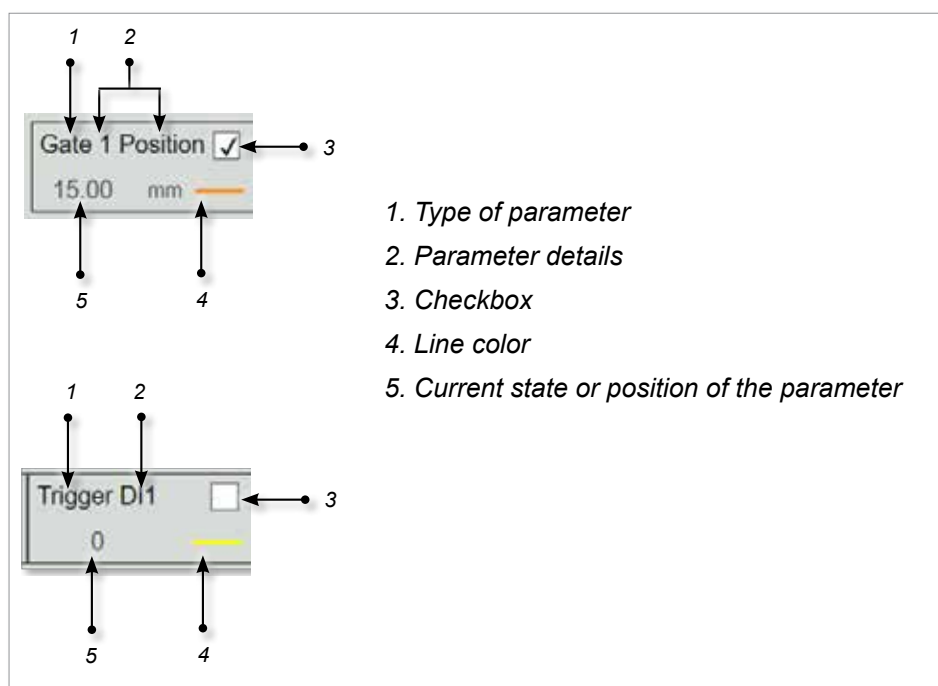 1 2
Gate 1 Position
3
15.00 mm
5 4
1. Type of parameter
2. Parameter details
3. Checkbox
4. Line color
5. Current state or position of the parameter
1 2
Trigger DI1
3
0
5 4